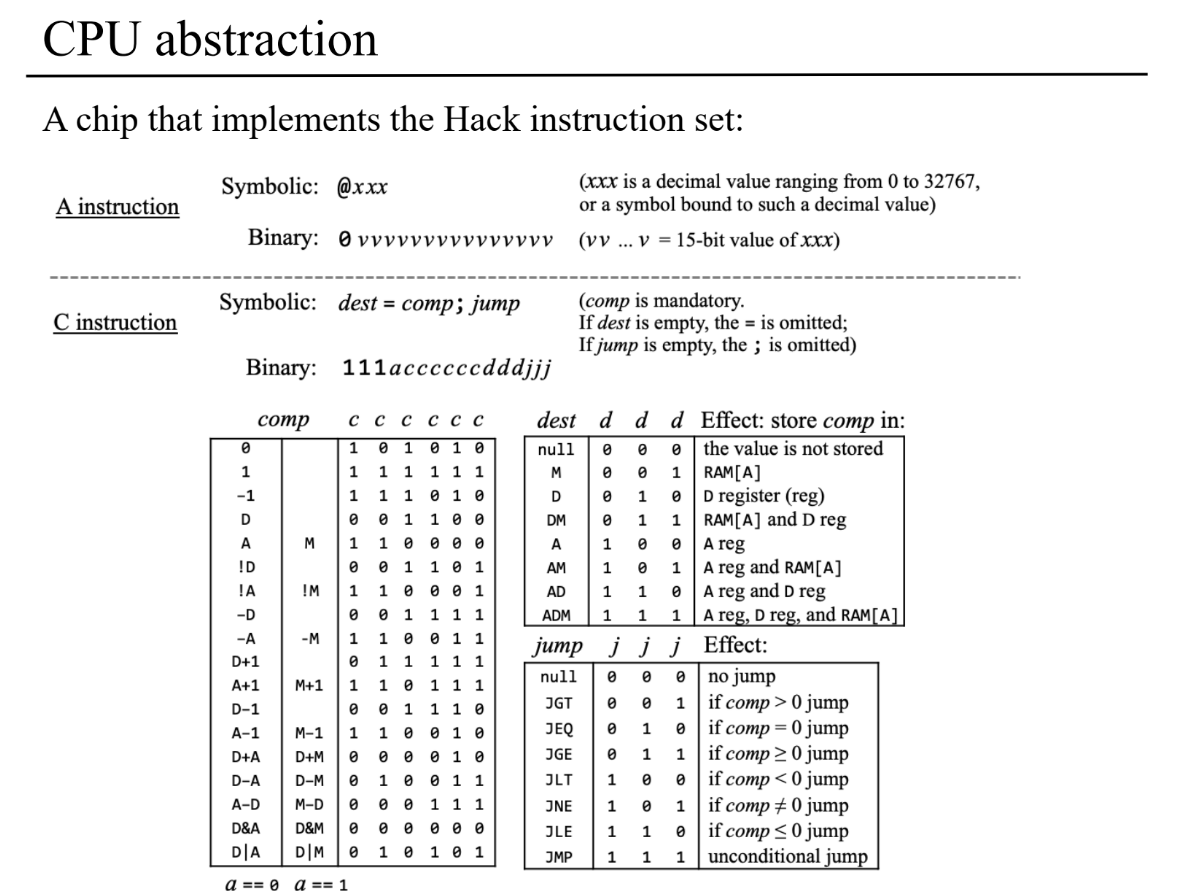 CPU abstraction
A chip that implements the Hack instruction set:
A instruction
Symbolic: @xxx
(xxx is a decimal value ranging from 0 to 32767,
or a symbol bound to such a decimal value)
Binary: 0 vvvvvvvvvvvvvvv
(vv ... v = 15-bit value of xxx)
C instruction
Symbolic: dest = comp; jump
(comp is mandatory.
If dest is empty, the = is omitted;
If jump is empty, the ; is omitted)
Binary: 111accccccdddjjj
comp c c c c c c
0 1 0 1 0 1 0
1 1 1 1 1 1 1
-1 1 1 1 0 1 0
D 0 0 1 1 0 0
A M 1 1 0 0 0 0
!D 0 0 1 1 0 1
!A !M 1 1 0 0 0 1
-D 0 0 1 1 1 1
-A -M 1 1 0 0 1 1
D+1 0 1 1 1 1 1
A+1 M+1 1 1 0 1 1 1
D-1 0 0 1 1 1 0
A-1 M-1 1 1 0 0 1 0
D+A D+M 0 0 0 0 1 0
D-A D-M 0 1 0 0 1 1
A-D M-D 0 0 0 1 1 1
D&A D&M 0 0 0 0 0 0
D|A D|M 0 1 0 1 0 1
a == 0 a == 1
dest d d d Effect: store comp in:
null 0 0 0 the value is not stored
M 0 0 1 RAM[A]
D 0 1 0 D register (reg)
DM 0 1 1 RAM[A] and D reg
A 1 0 0 A reg
AM 1 0 1 A reg and RAM[A]
AD 1 1 0 A reg and D reg
ADM 1 1 1 A reg, D reg, and RAM[A]
jump j j j Effect:
null 0 0 0 no jump
JGT 0 0 1 if comp > 0 jump
JEQ 0 1 0 if comp = 0 jump
JGE 0 1 1 if comp ≥ 0 jump
JLT 1 0 0 if comp < 0 jump
JNE 1 0 1 if comp ≠ 0 jump
JLE 1 1 0 if comp ≤ 0 jump
JMP 1 1 1 unconditional jump